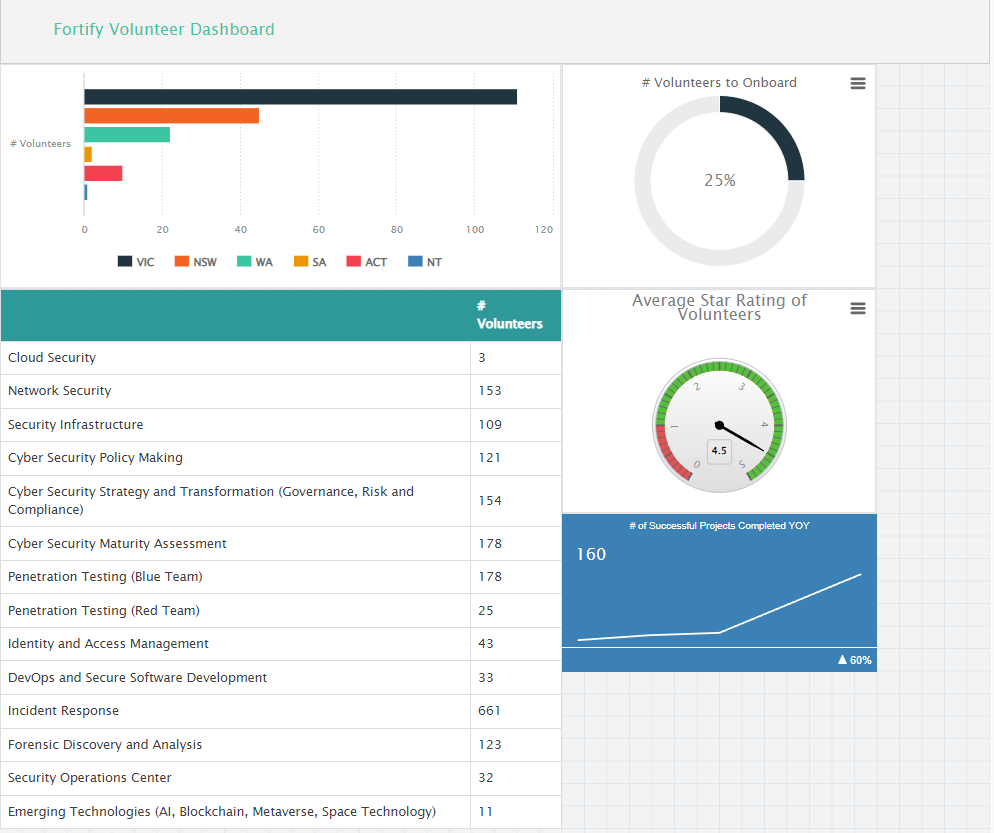 Fortify Volunteer Dashboard
# Volunteers
0 20 40 60 80 100 120
VIC NSW WA SA ACT NT
# Volunteers to Onboard
25%
#
Volunteers
Cloud Security 3
Network Security 153
Security Infrastructure 109
Cyber Security Policy Making 121
Cyber Security Strategy and Transformation (Governance, Risk and
Compliance) 154
Cyber Security Maturity Assessment 178
Penetration Testing (Blue Team) 178
Penetration Testing (Red Team) 25
Identity and Access Management 43
DevOps and Secure Software Development 33
Incident Response 661
Forensic Discovery and Analysis 123
Security Operations Center 32
Emerging Technologies (AI, Blockchain, Metaverse, Space Technology) 11
Average Star Rating of
Volunteers
0 1 2 3 4 5
4.5
# of Successful Projects Completed YOY
160
▲ 60%